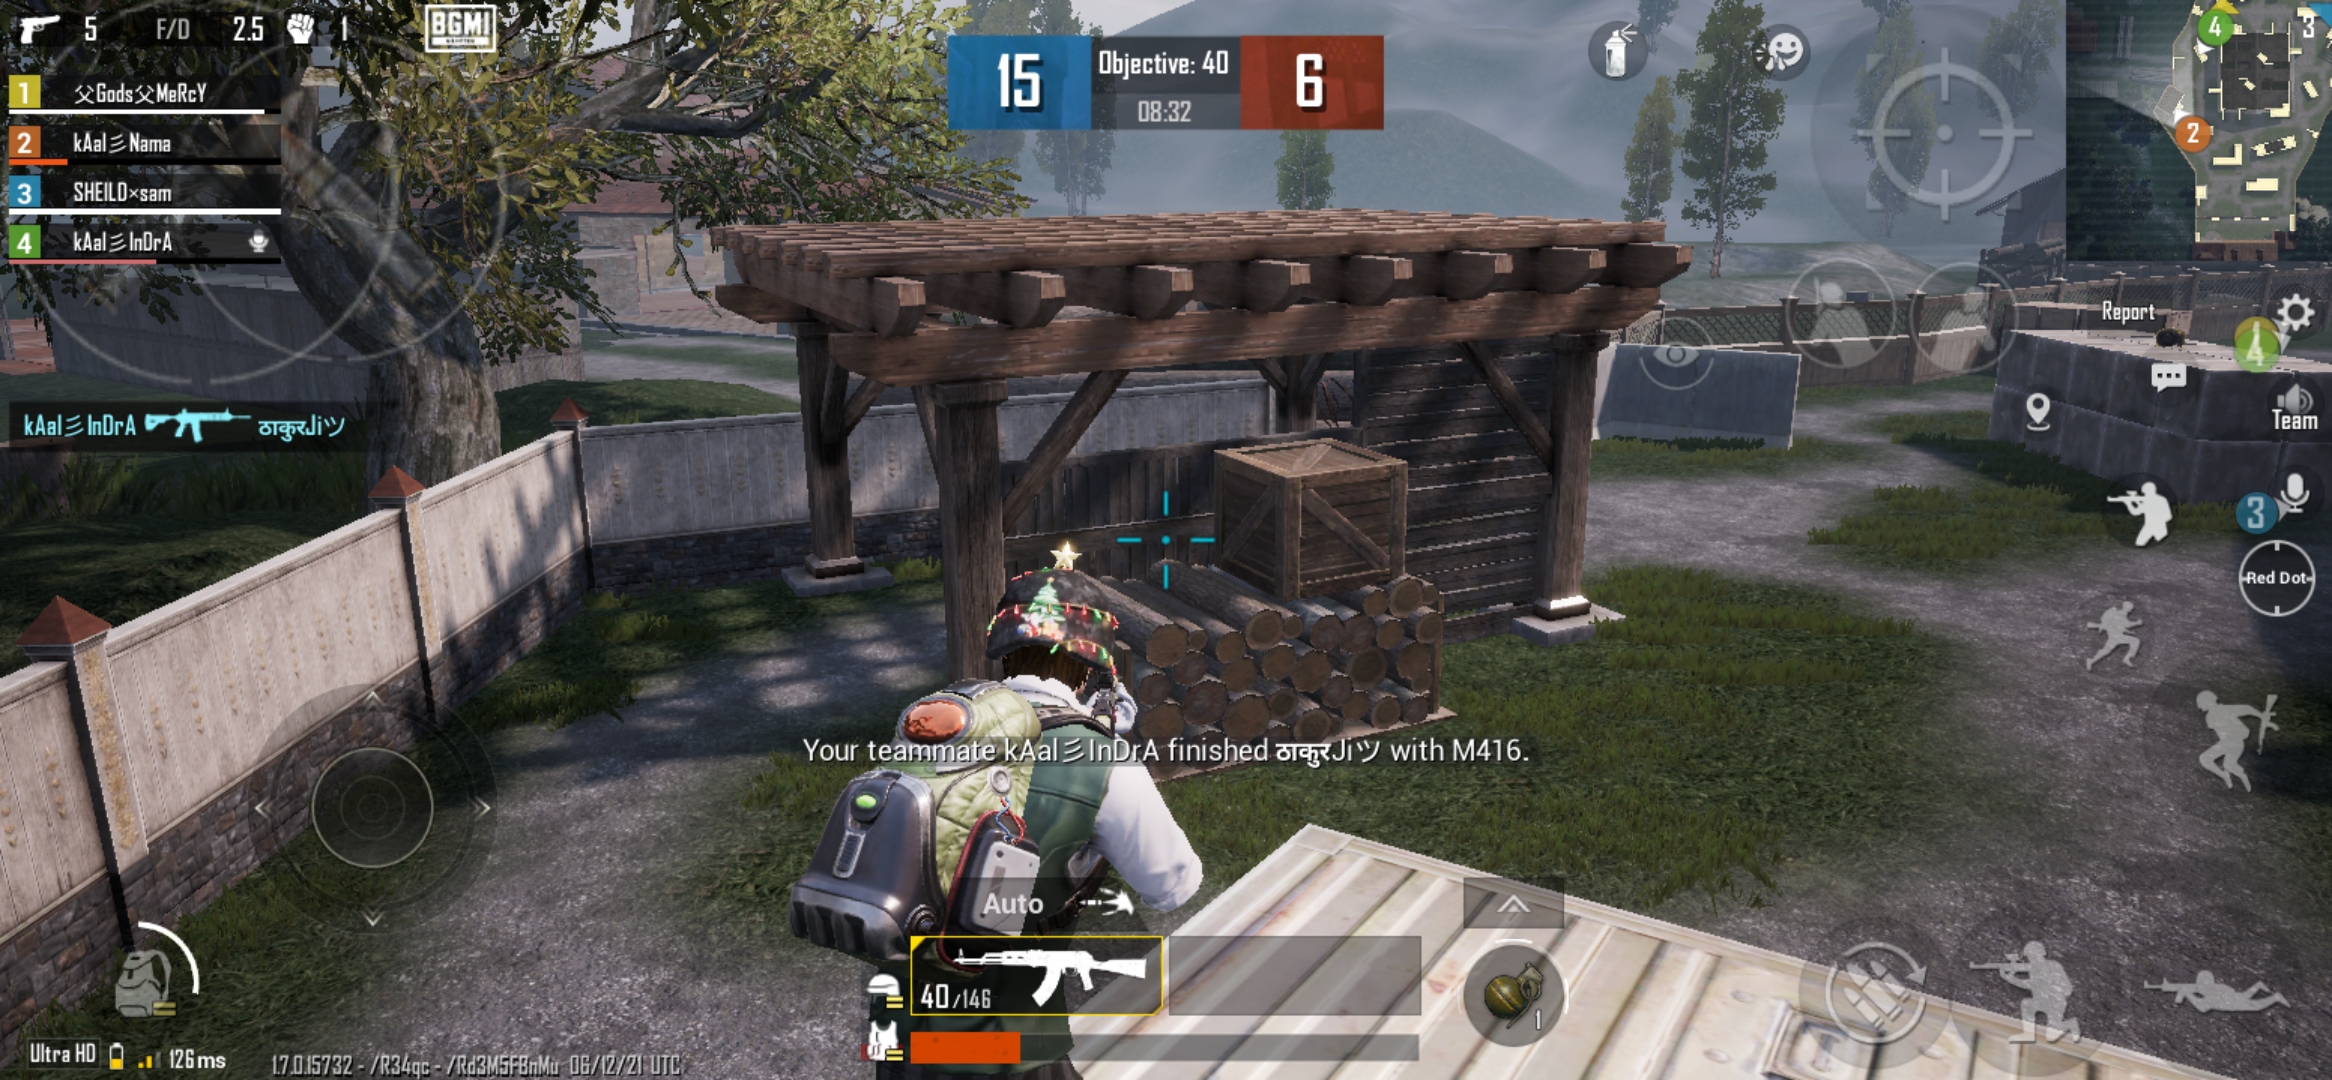 5 F/D 2.5 1
BGMI
1 父Gods父MeRcY
2 kAal彡Nama
3 SHEILD×sam
4 kAal彡InDrA
15 Objective: 40 6
08:32
4
3
2
Report
4
Team
kAal彡InDrA ठाकुरJiツ
3
Red Dot
Your teammate kAal彡InDrA finished ठाकुरJiツ with M416.
Auto
40/146
1
Ultra HD 126ms 1.7.0.15732 - /R34qc - /Rd3M5FBnMu 06/12/21 UTC